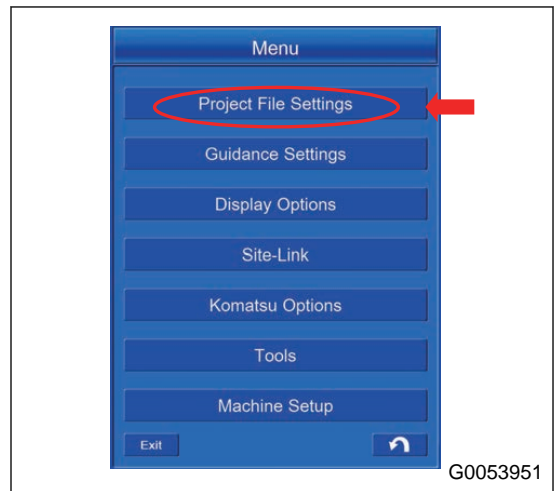 Menu
Project File Settings
Guidance Settings
Display Options
Site-Link
Komatsu Options
Tools
Machine Setup
Exit
G0053951